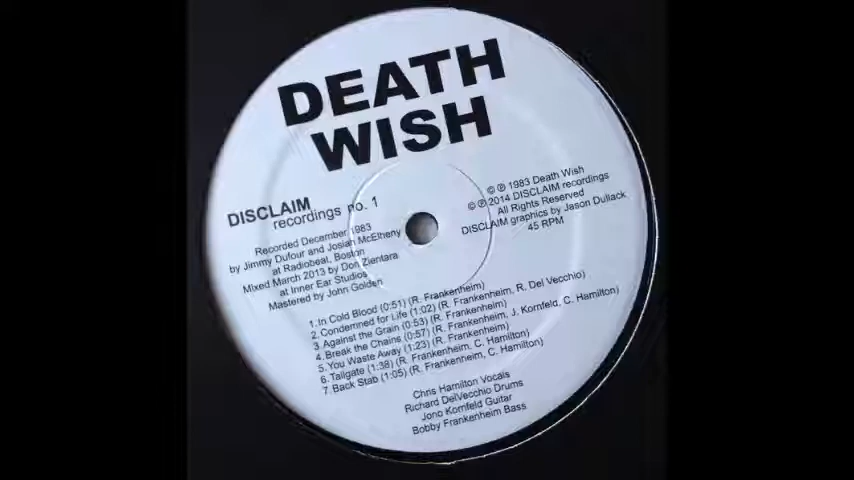 DEATH
WISH
DISCLAIM
recordings no. 1
Recorded December 1983
by Jimmy Dufour and Josiah McElheny
at Radiobeat, Boston
Mixed March 2013 by Don Zientara
at Inner Ear Studios
Mastered by John Golden
© ℗ 1983 Death Wish
© ℗ 2014 DISCLAIM recordings
All Rights Reserved
DISCLAIM graphics by Jason Dullack
45 RPM
1. In Cold Blood (0:51) (R. Frankenheim)
2. Condemned for Life (1:02) (R. Frankenheim, R. Del Vecchio)
3. Against the Grain (0:53) (R. Frankenheim)
4. Break the Chains (0:57) (R. Frankenheim, J. Kornfeld, C. Hamilton)
5. You Waste Away (1:23) (R. Frankenheim)
6. Tailgate (1:38) (R. Frankenheim, C. Hamilton)
7. Back Stab (1:05) (R. Frankenheim, C. Hamilton)
Chris Hamilton Vocals
Richard DelVecchio Drums
Jono Kornfeld Guitar
Bobby Frankenheim Bass